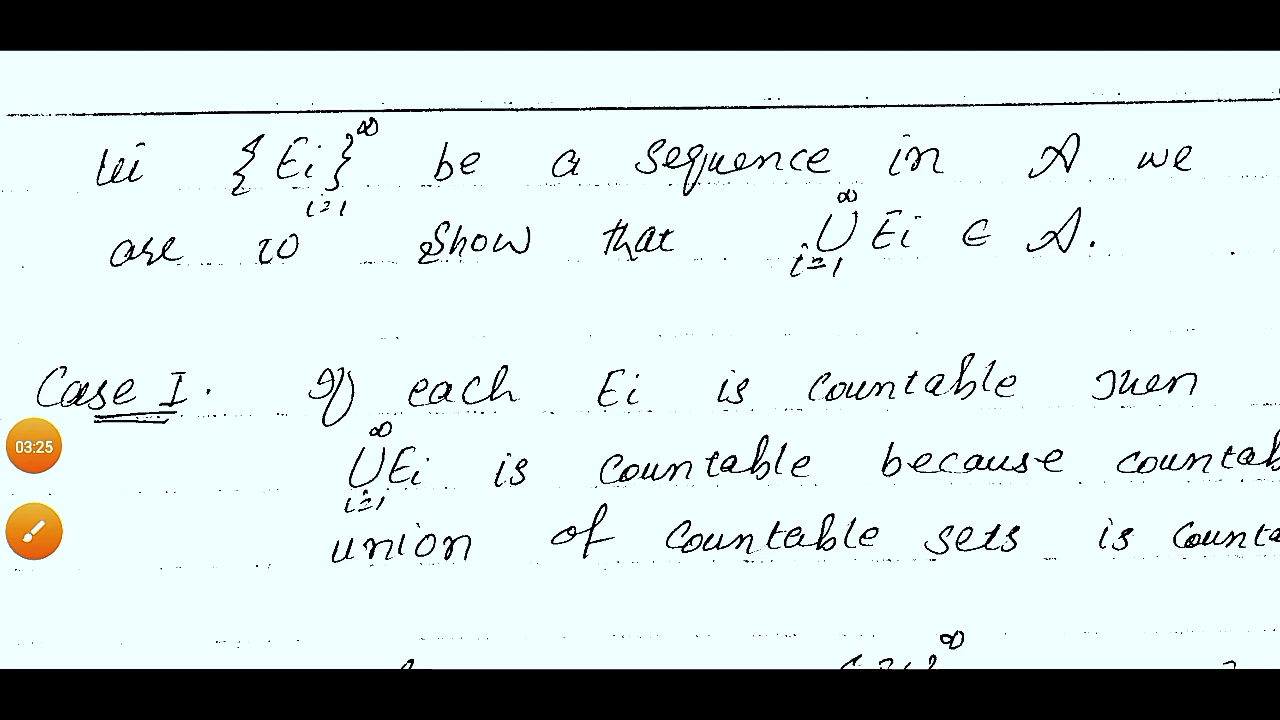 Let {Ei}∞ i=1 be a sequence in A we
are to show that ∞ ⋃ i=1 Ei ∈ A.
Case I. If each Ei is countable then
∞ ⋃ i=1 Ei is countable because countab
03:25
union of countable sets is counta